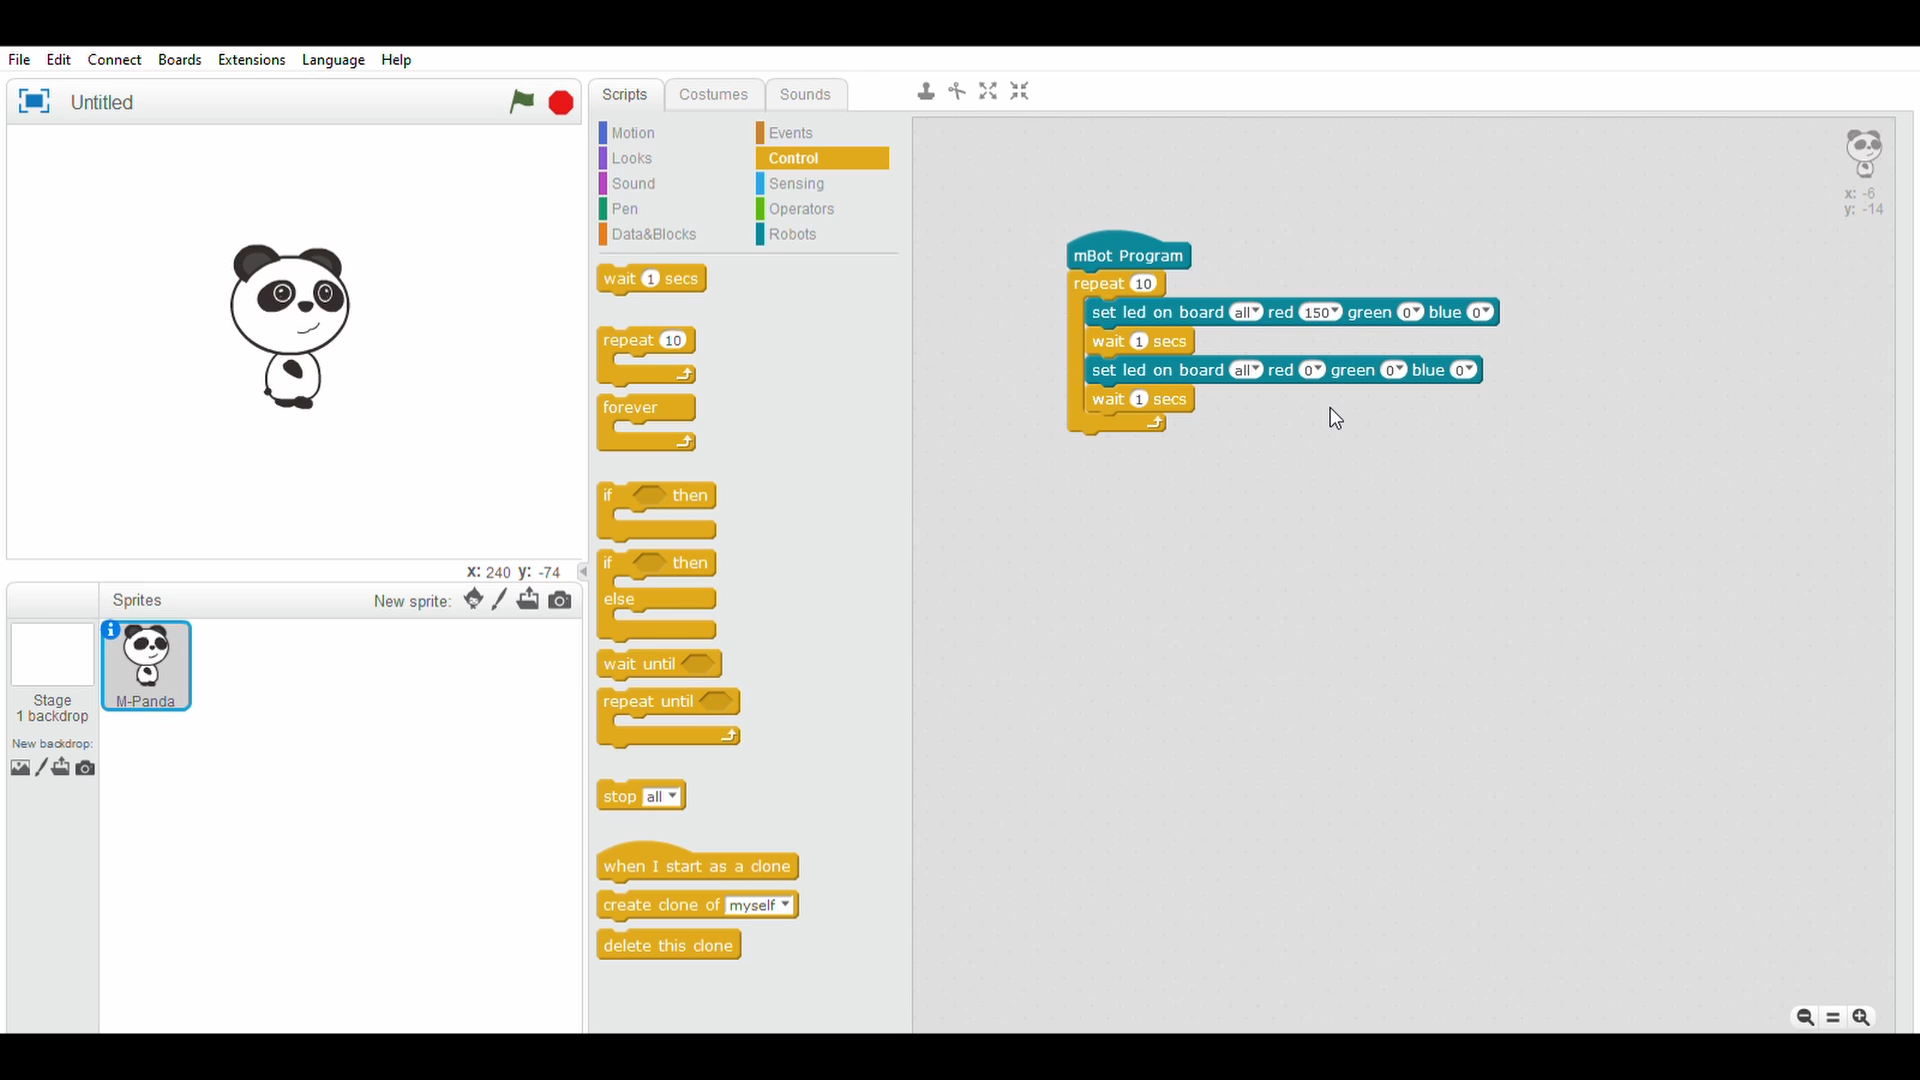 File Edit Connect Boards Extensions Language Help
Untitled
x: 240 y: -74
Sprites New sprite:
M-Panda
Stage
1 backdrop
New backdrop:
Scripts Costumes Sounds
Motion Events
Looks Control
Sound Sensing
Pen Operators
Data&Blocks Robots
wait 1 secs
repeat 10
forever
if then
if then
else
wait until
repeat until
stop all
when I start as a clone
create clone of myself
delete this clone
mBot Program
repeat 10
set led on board all red 150 green 0 blue 0
wait 1 secs
set led on board all red 0 green 0 blue 0
wait 1 secs
x: -6
y: -14